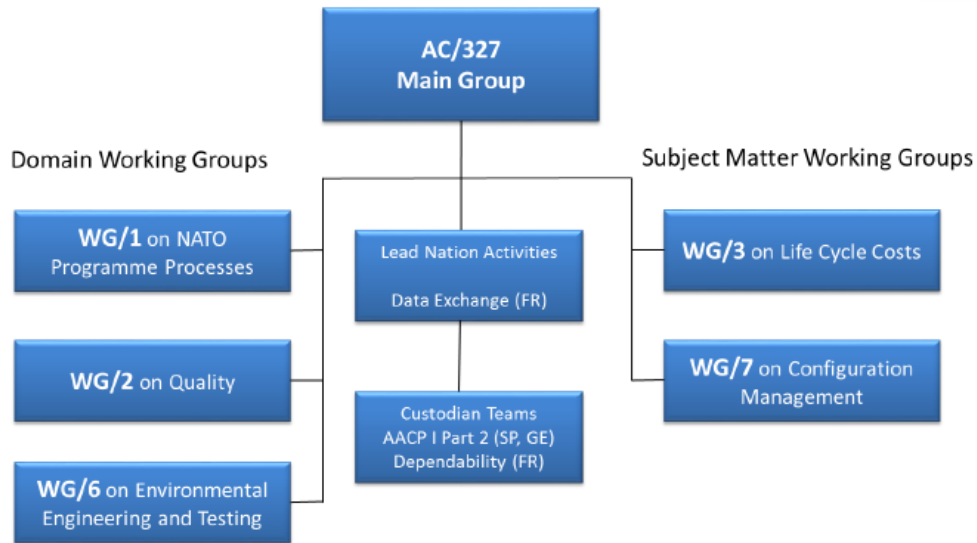 AC/327
Main Group
Domain Working Groups
Subject Matter Working Groups
WG/1 on NATO
Programme Processes
Lead Nation Activities
Data Exchange (FR)
WG/3 on Life Cycle Costs
WG/2 on Quality
Custodian Teams
AACP I Part 2 (SP, GE)
Dependability (FR)
WG/7 on Configuration
Management
WG/6 on Environmental
Engineering and Testing